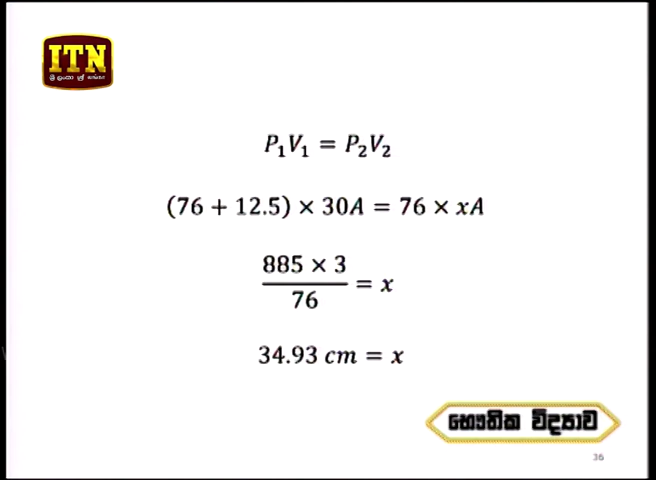 ITN
ශ්‍රී ලංකා ප්‍රී
P₁V₁ = P₂V₂
(76 + 12.5) × 30A = 76 × xA
885 × 3
76
= x
34.93 cm = x
භෞතික විද්‍යාව
36